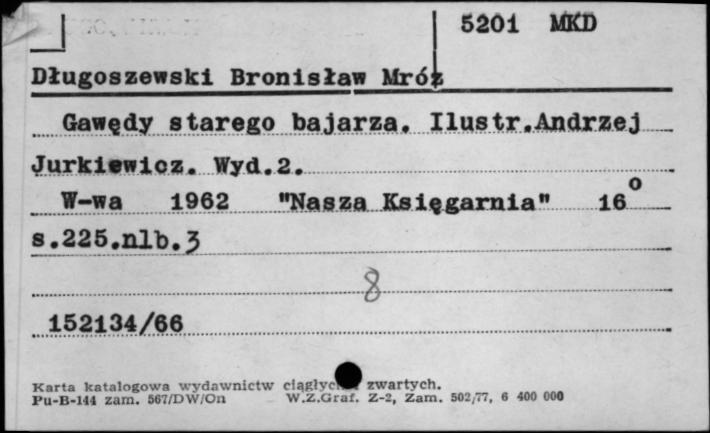 5201 MKD
Długoszewski Bronisław Mróz
Gawędy starego bajarza. Ilustr.Andrzej
Jurkiewicz. Wyd.2.
W-wa 1962 "Nasza Księgarnia" 16°
s.225.nlb.3
8
152134/66
Karta katalogowa wydawnictw zwartych.
Pu-B-144 zam. 567/DW/On W.Z.Graf. Z-2, Zam. 502/77, 6 400 000